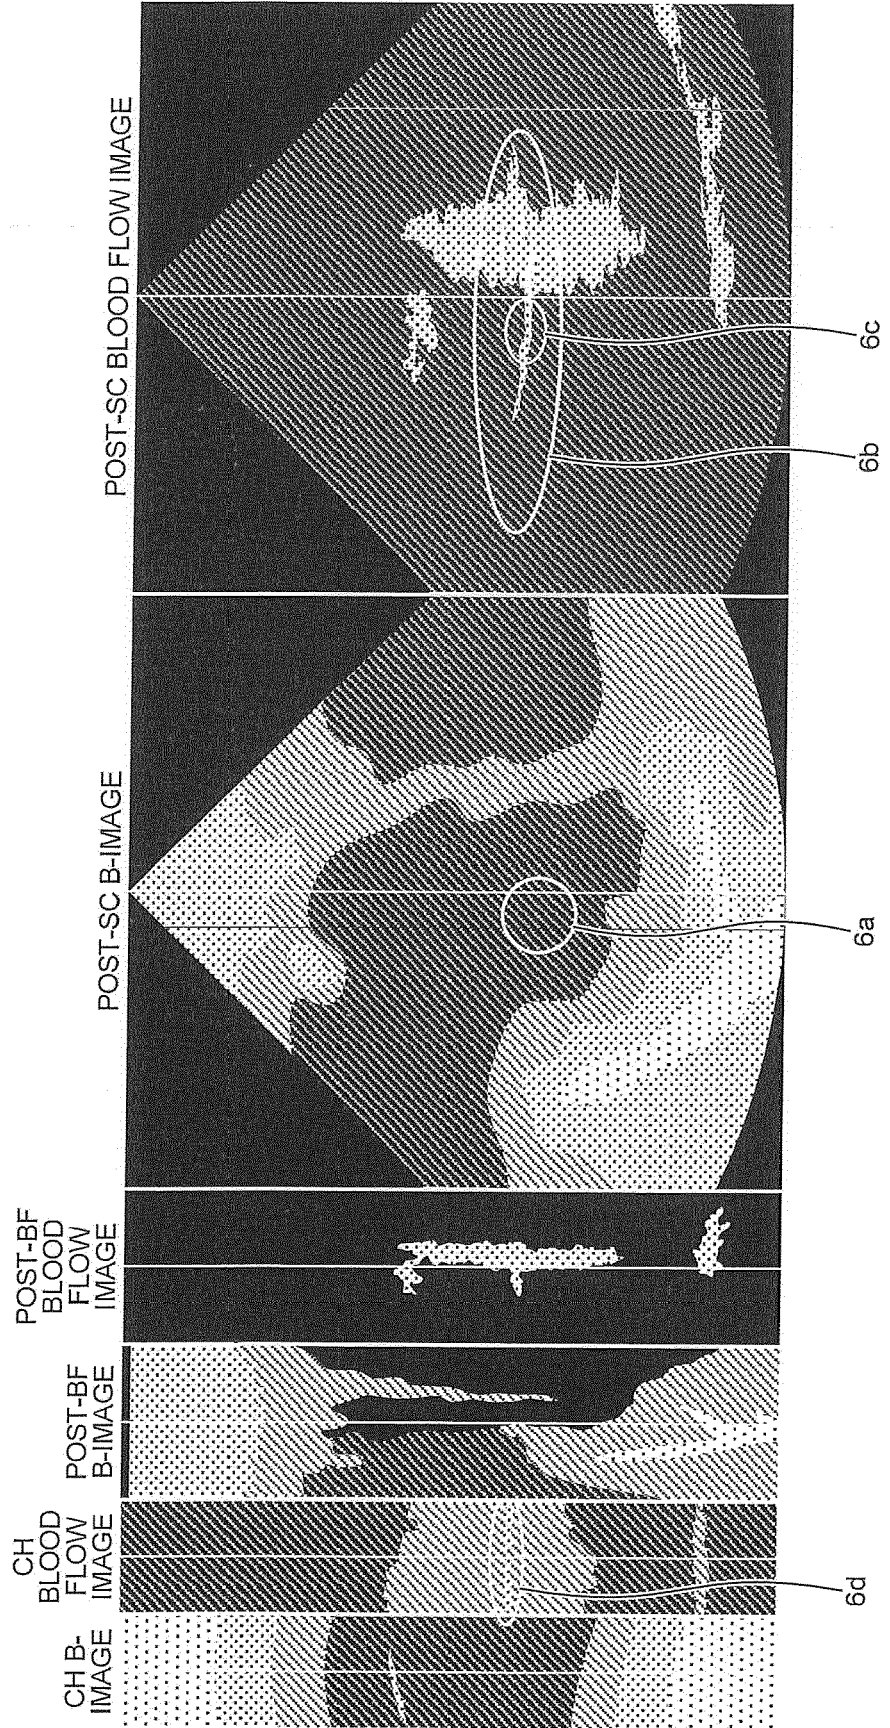 CH B-
IMAGE
CH
BLOOD
FLOW
IMAGE
POST-BF
B-IMAGE
POST-BF
BLOOD
FLOW
IMAGE
POST-SC B-IMAGE
POST-SC BLOOD FLOW IMAGE
6d
6a
6b
6c